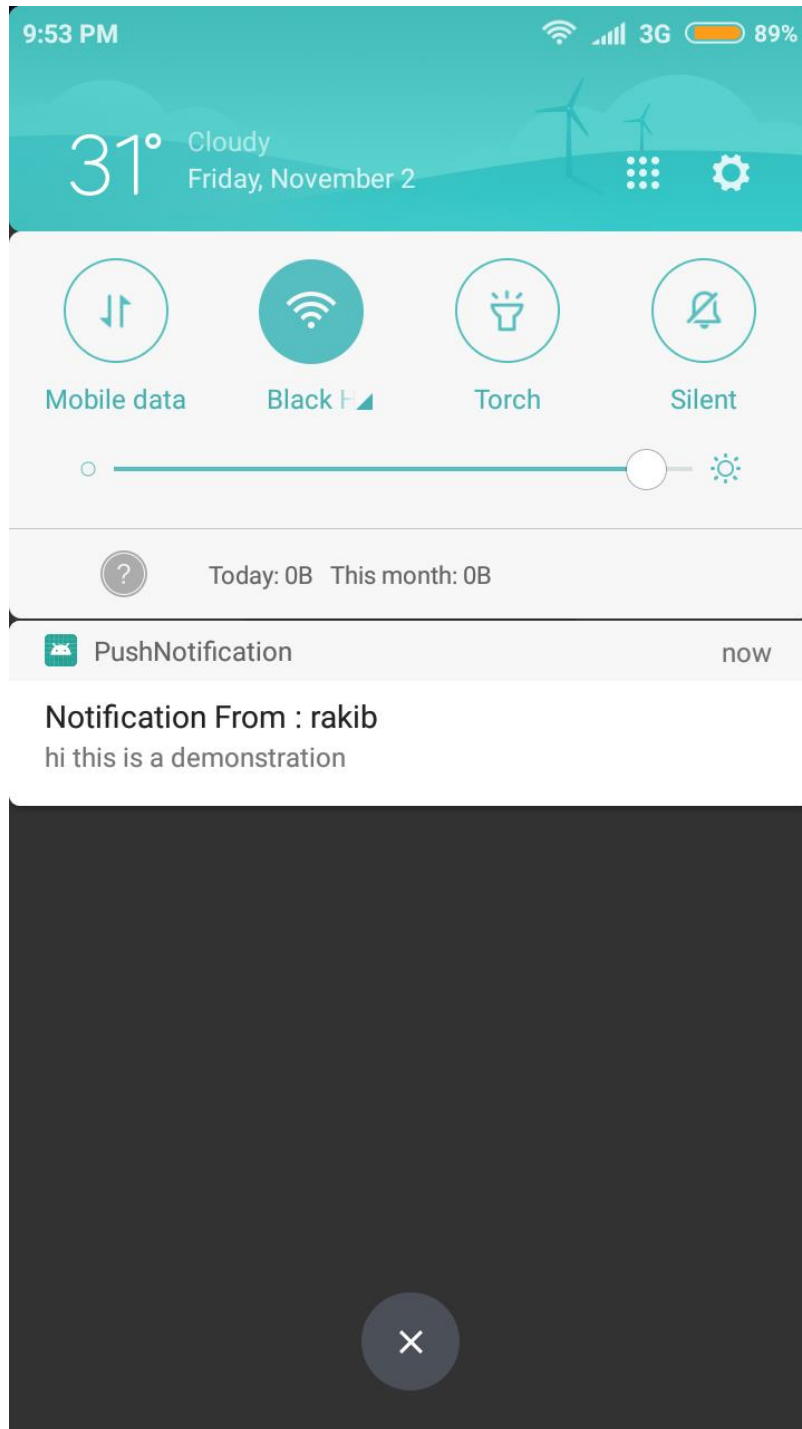 9:53 PM 3G 89%
31° Cloudy
Friday, November 2
Mobile data Black Torch Silent
? Today: 0B This month: 0B
PushNotification now
Notification From : rakib
hi this is a demonstration